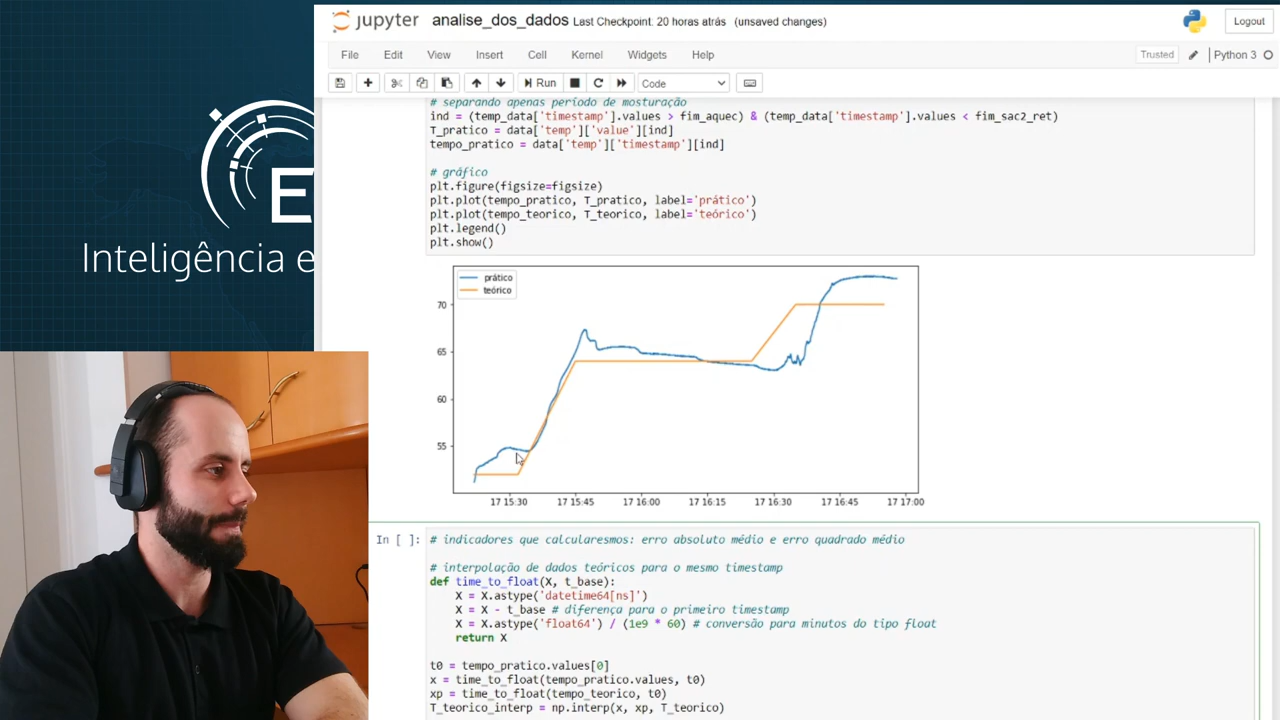 jupyter analise_dos_dados Last Checkpoint: 20 horas atrás (unsaved changes)
Logout
File Edit View Insert Cell Kernel Widgets Help
Trusted
Python 3
Run
Code
# separando apenas período de mosturação
ind = (temp_data['timestamp'].values > fim_aquec) & (temp_data['timestamp'].values < fim_sac2_ret)
T_pratico = data['temp']['value'][ind]
tempo_pratico = data['temp']['timestamp'][ind]
# gráfico
plt.figure(figsize=figsize)
plt.plot(tempo_pratico, T_pratico, label='prático')
plt.plot(tempo_teorico, T_teorico, label='teórico')
plt.legend()
plt.show()
E
Inteligência e
prático
teórico
70
65
60
55
17 15:30 17 15:45 17 16:00 17 16:15 17 16:30 17 16:45 17 17:00
In [ ]:
# indicadores que calcularesmos: erro absoluto médio e erro quadrado médio
# interpolação de dados teóricos para o mesmo timestamp
def time_to_float(X, t_base):
X = X.astype('datetime64[ns]')
X = X - t_base # diferença para o primeiro timestamp
X = X.astype('float64') / (1e9 * 60) # conversão para minutos do tipo float
return X
t0 = tempo_pratico.values[0]
x = time_to_float(tempo_pratico.values, t0)
xp = time_to_float(tempo_teorico, t0)
T_teorico_interp = np.interp(x, xp, T_teorico)